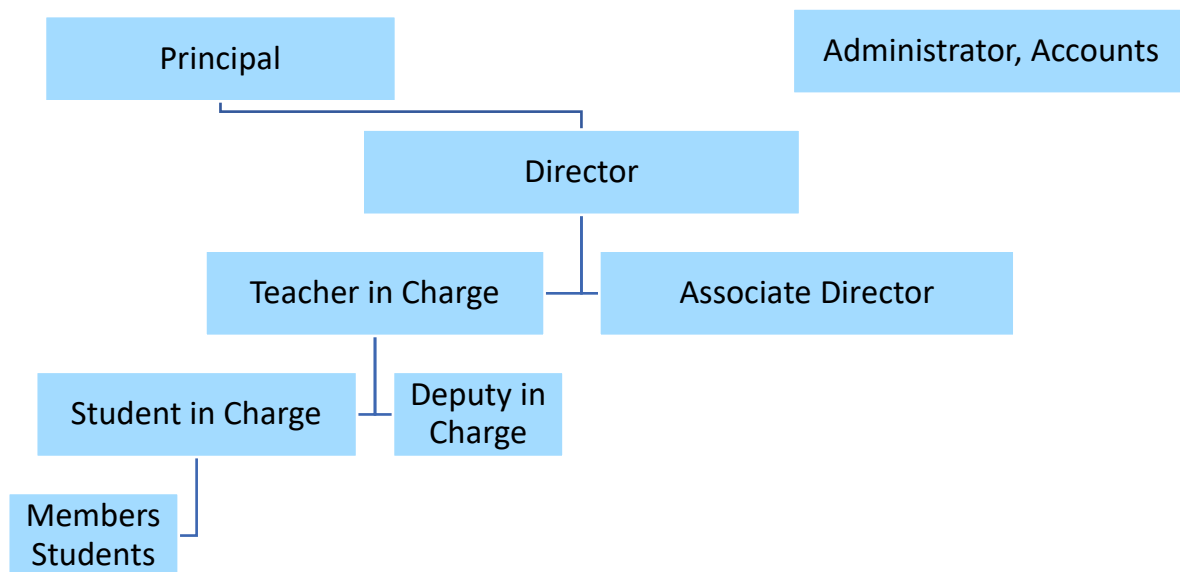 Principal
Administrator, Accounts
Director
Teacher in Charge
Associate Director
Student in Charge
Deputy in
Charge
Members
Students